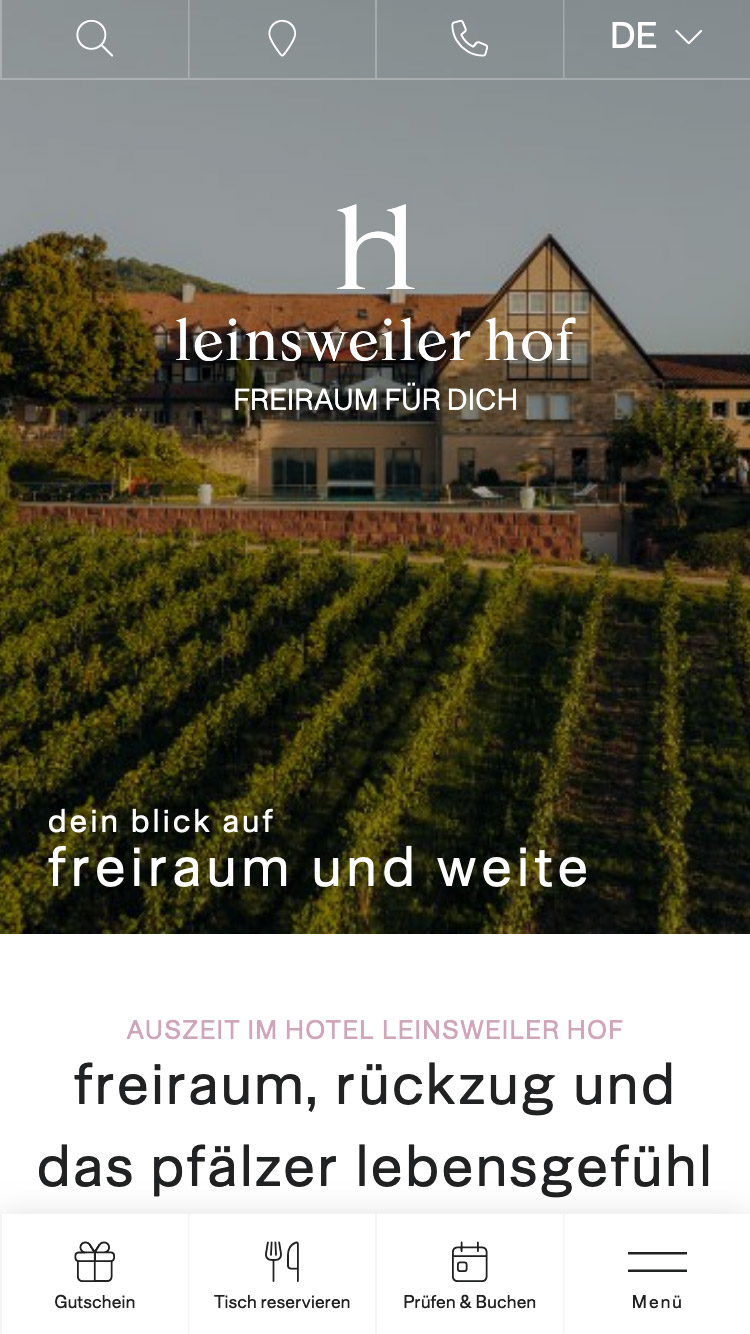 DE
h
leinsweiler hof
FREIRAUM FÜR DICH
dein blick auf
freiraum und weite
AUSZEIT IM HOTEL LEINSWEILER HOF
freiraum, rückzug und
das pfälzer lebensgefühl
Gutschein
Tisch reservieren
Prüfen & Buchen
Menü